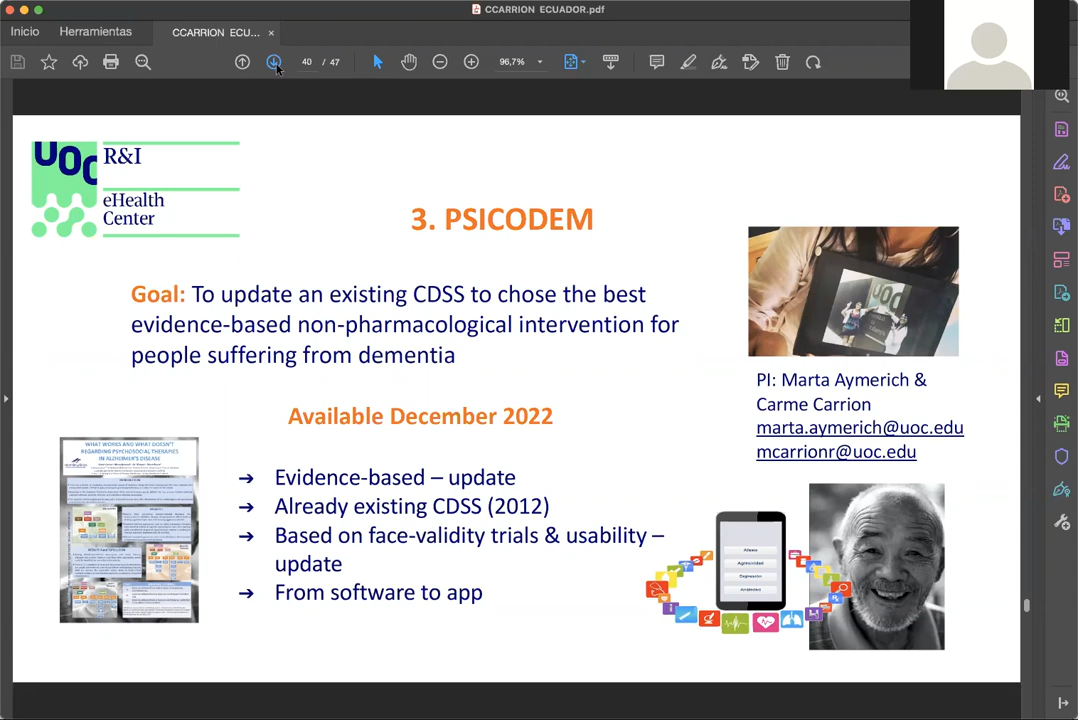 CCARRION ECUADOR.pdf
Inicio
Herramientas
CCARRION ECU... ×
40 / 47
96,7%
UOC
R&I
eHealth
Center
3. PSICODEM
Goal: To update an existing CDSS to chose the best
evidence-based non-pharmacological intervention for
people suffering from dementia
PI: Marta Aymerich &
Carme Carrion
marta.aymerich@uoc.edu
mcarrionr@uoc.edu
Available December 2022
WHAT WORKS AND WHAT DOESN'T
REGARDING PSYCHOSOCIAL THERAPIES
IN ALZHEIMER'S DISEASE
➔ Evidence-based – update
➔ Already existing CDSS (2012)
➔ Based on face-validity trials & usability –
update
➔ From software to app